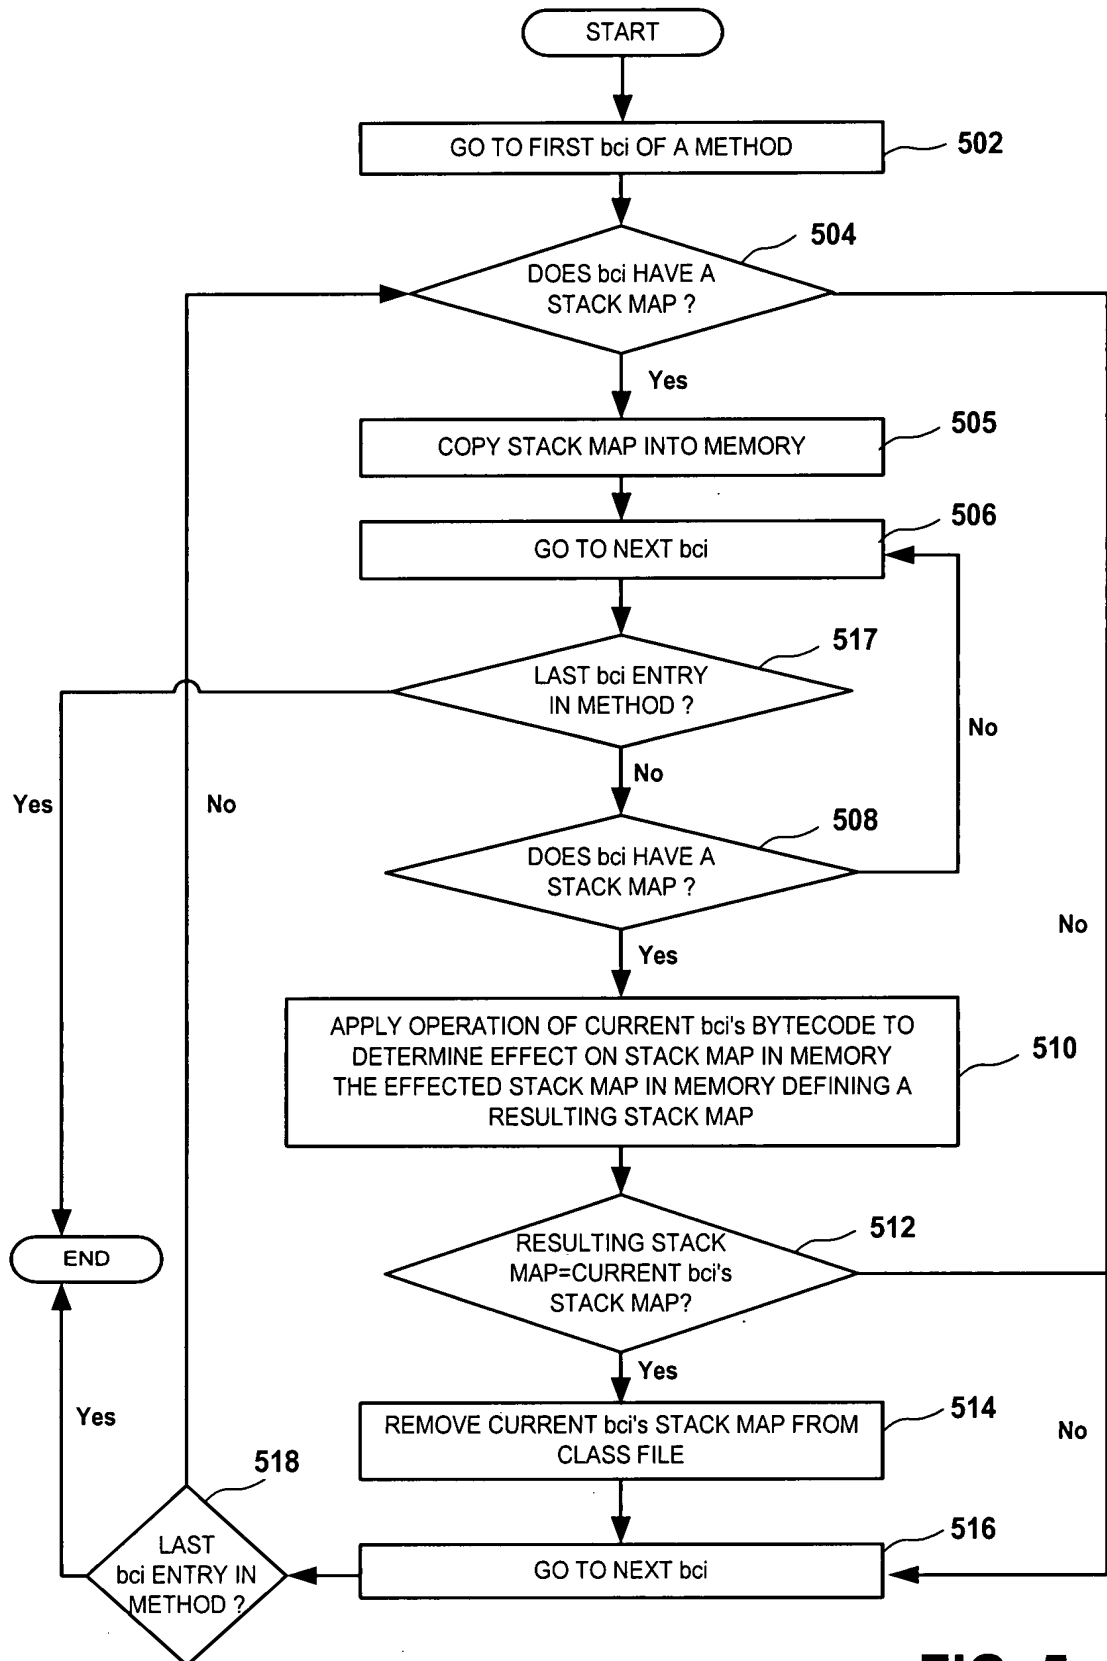 START
GO TO FIRST bci OF A METHOD
502
504
DOES bci HAVE A
STACK MAP ?
Yes
505
COPY STACK MAP INTO MEMORY
506
GO TO NEXT bci
517
LAST bci ENTRY
IN METHOD ?
No
No
Yes
No
508
DOES bci HAVE A
STACK MAP ?
No
Yes
APPLY OPERATION OF CURRENT bci's BYTECODE TO
DETERMINE EFFECT ON STACK MAP IN MEMORY
THE EFFECTED STACK MAP IN MEMORY DEFINING A
RESULTING STACK MAP
510
512
RESULTING STACK
MAP=CURRENT bci's
STACK MAP?
END
Yes
514
REMOVE CURRENT bci's STACK MAP FROM
CLASS FILE
Yes
No
518
516
GO TO NEXT bci
LAST
bci ENTRY IN
METHOD ?